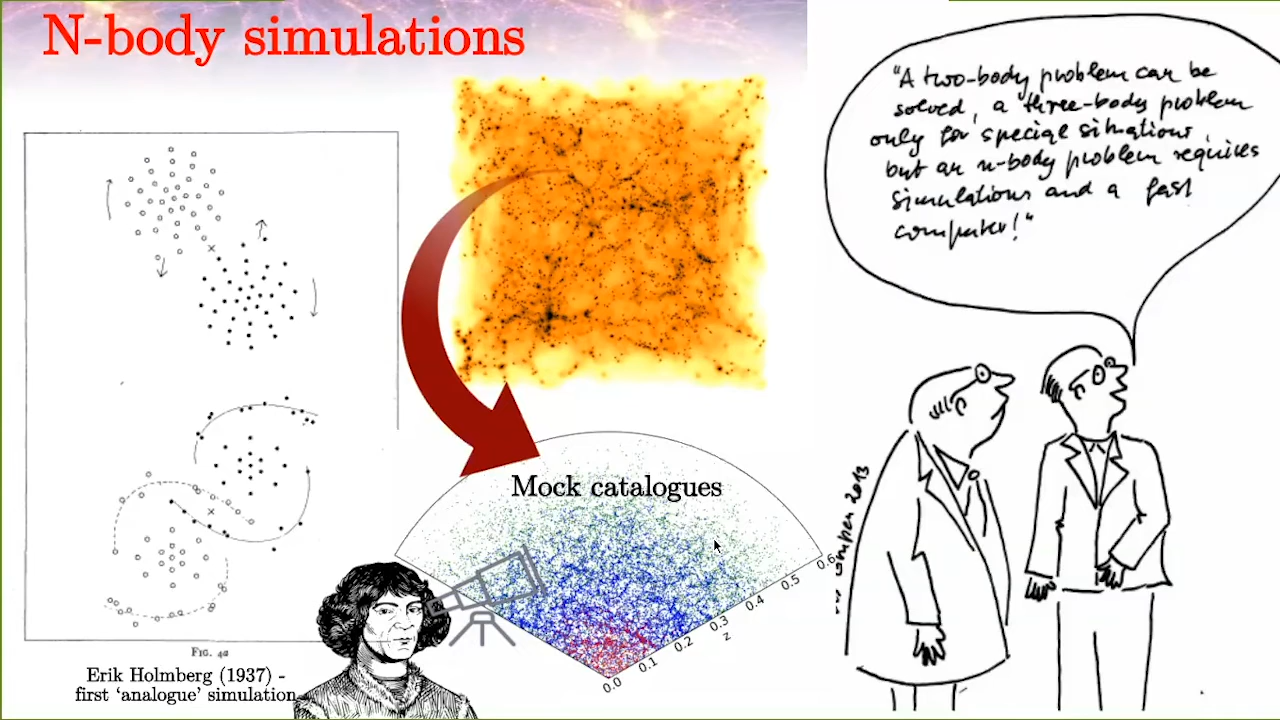 N-body simulations
"A two-body problem can be
solved, a three-body problem
only for special situations,
but an n-body problem requires
simulations and a fast
computer!"
Mock catalogues
0.0
0.1
0.2
0.3
0.4
0.5
0.6
z
FIG. 4a
Erik Holmberg (1937) -
first ‘analogue’ simulation
2013